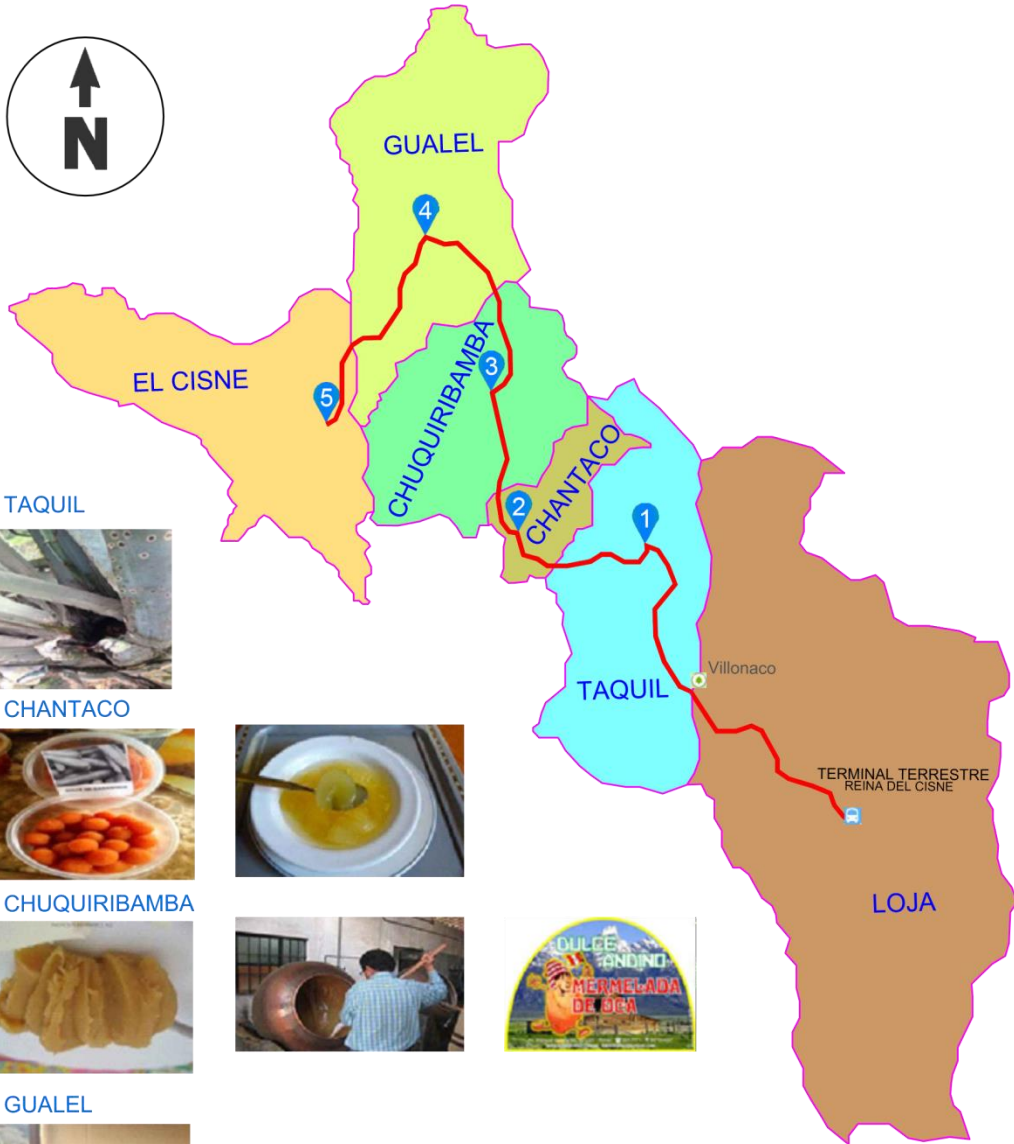 N
GUALEL
4
EL CISNE
5
CHUQUIRIBAMBA
3
CHANTACO
2
1
TAQUIL
Villonaco
TERMINAL TERRESTRE
REINA DEL CISNE
LOJA
TAQUIL
CHANTACO
CHUQUIRIBAMBA
DULCE
ANDINO
MERMELADA
DE OCA
GUALEL